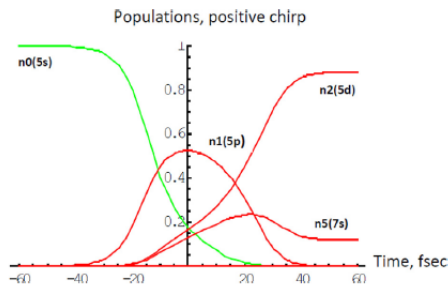 Populations, positive chirp
1
n0(5s)
n2(5d)
0.8
n1(5p)
0.6
0.4
n5(7s)
0.2
Time, fsec
−60 −40 −20 20 40 60